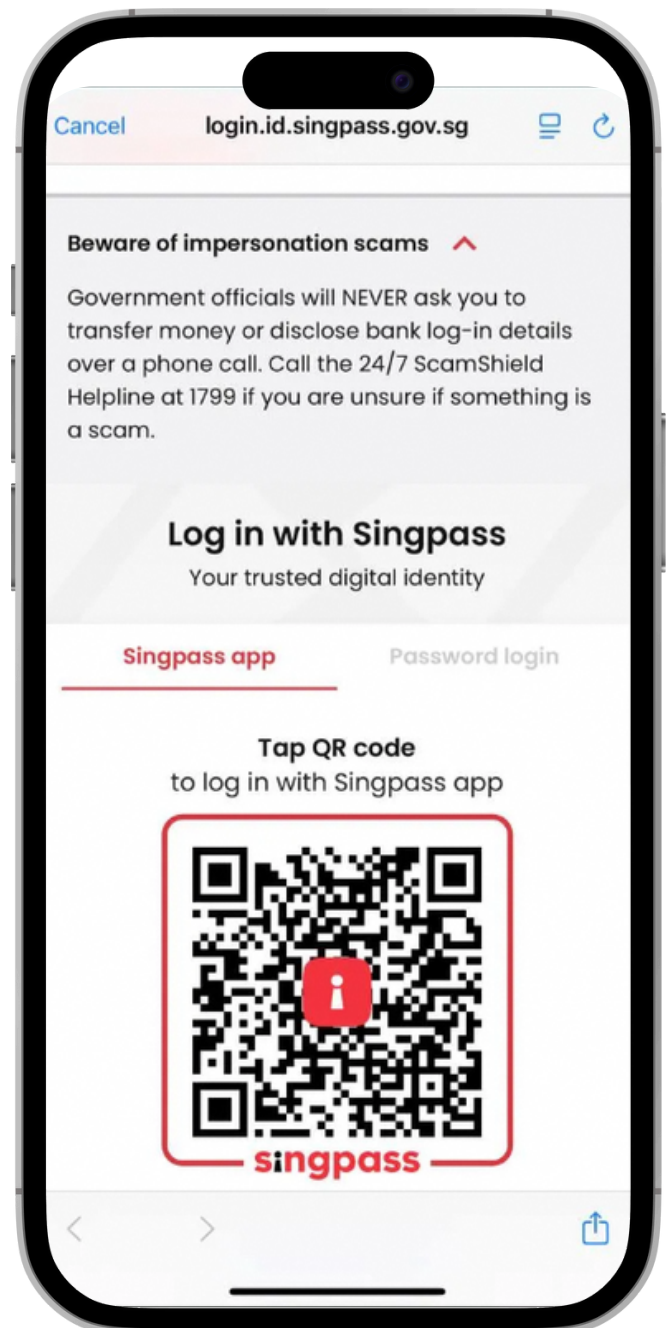 Cancel
login.id.singpass.gov.sg
Beware of impersonation scams
Government officials will NEVER ask you to
transfer money or disclose bank log-in details
over a phone call. Call the 24/7 ScamShield
Helpline at 1799 if you are unsure if something is
a scam.
Log in with Singpass
Your trusted digital identity
Singpass app
Password login
Tap QR code
to log in with Singpass app
singpass